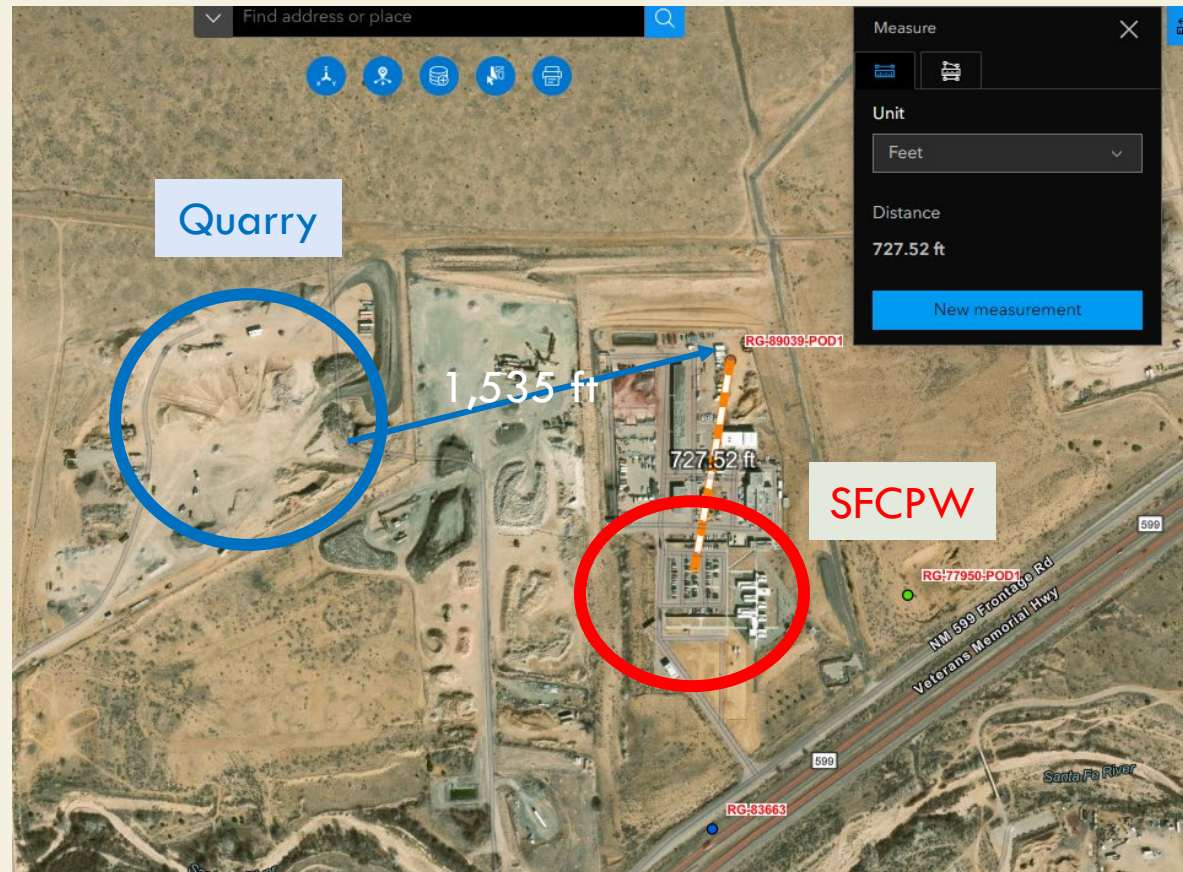 Find address or place
Measure
Unit
Feet
Distance
727.52 ft
New measurement
Quarry
RG-89039-POD1
1,535 ft
727.52 ft
SFCPW
599
RG-77950-POD1
NM 599 Frontage Rd
Veterans Memorial Hwy
599
Santa Fe River
RG-83663